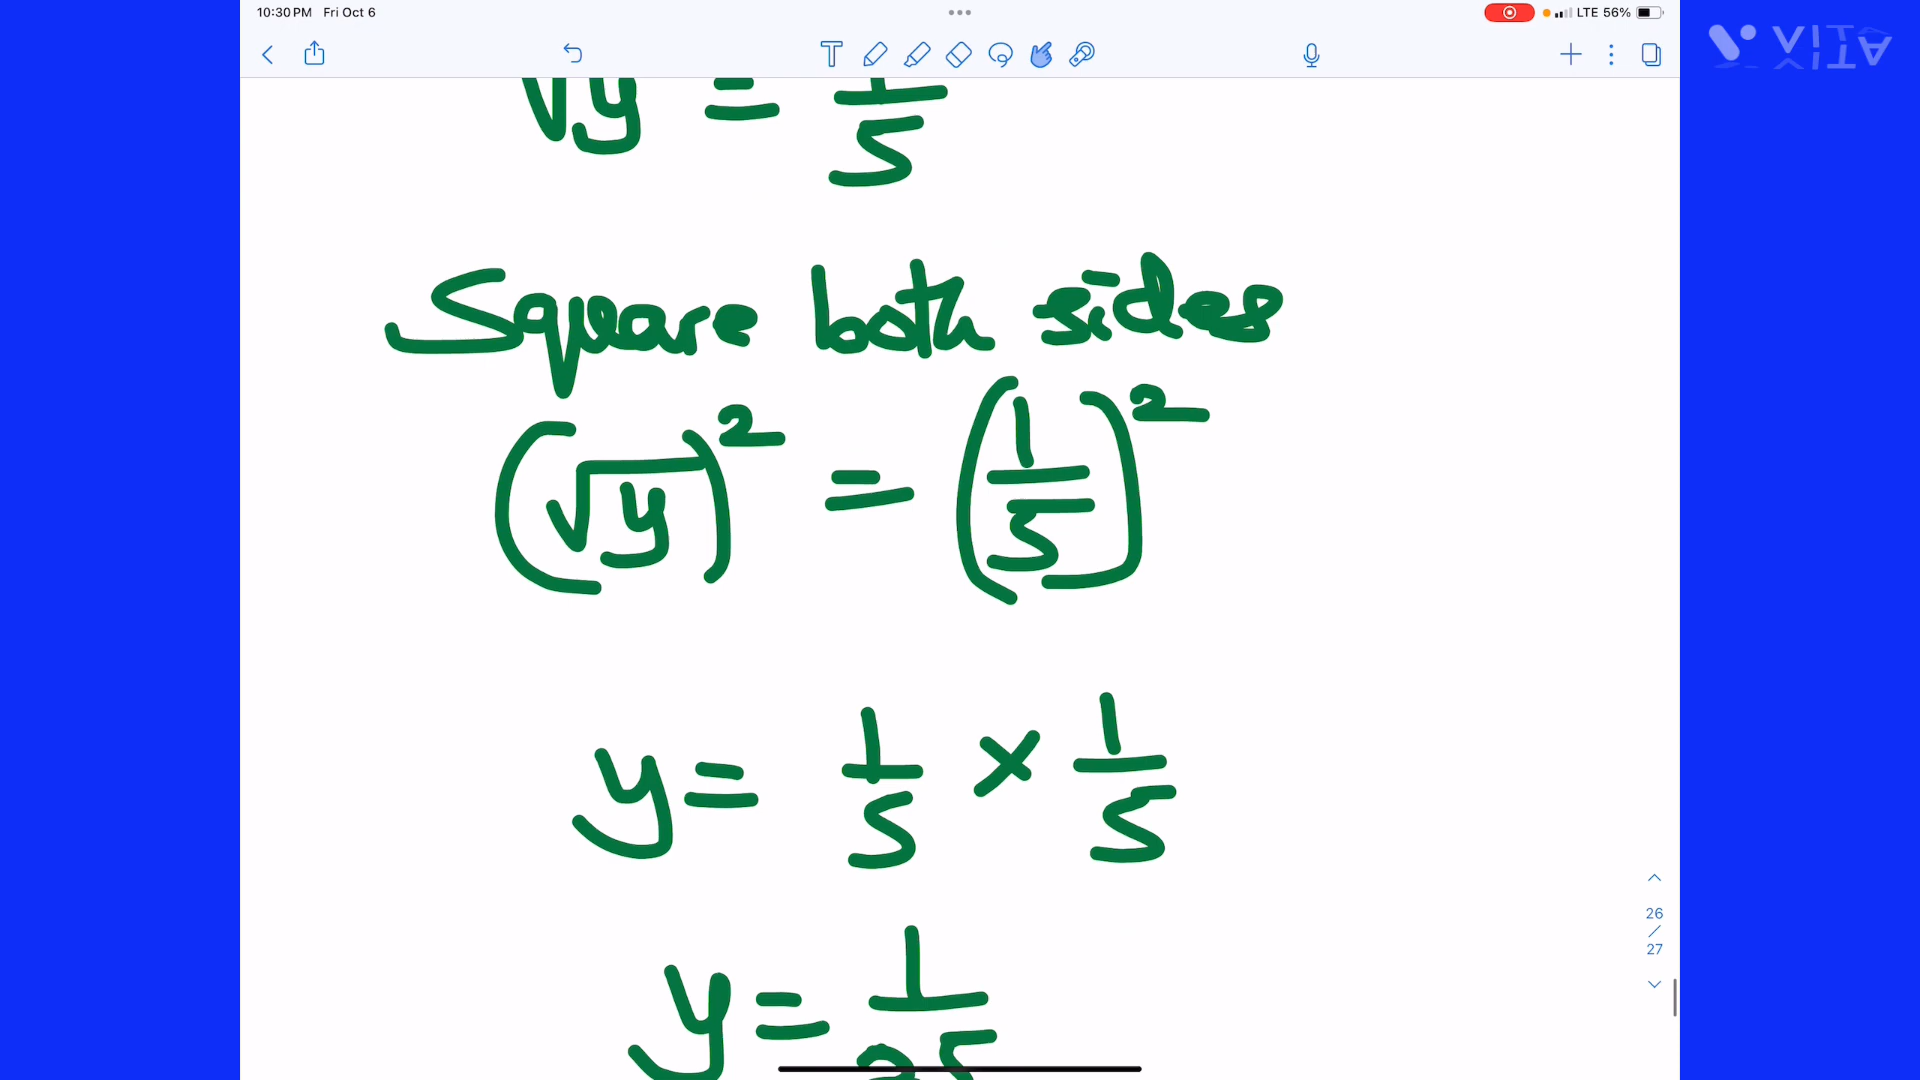 10:30 PM Fri Oct 6
LTE 56%
VITA
√y = 1/5
Square both sides
(√y)² = (1/5)²
y = 1/5 × 1/5
26
/
27
y = 1/25